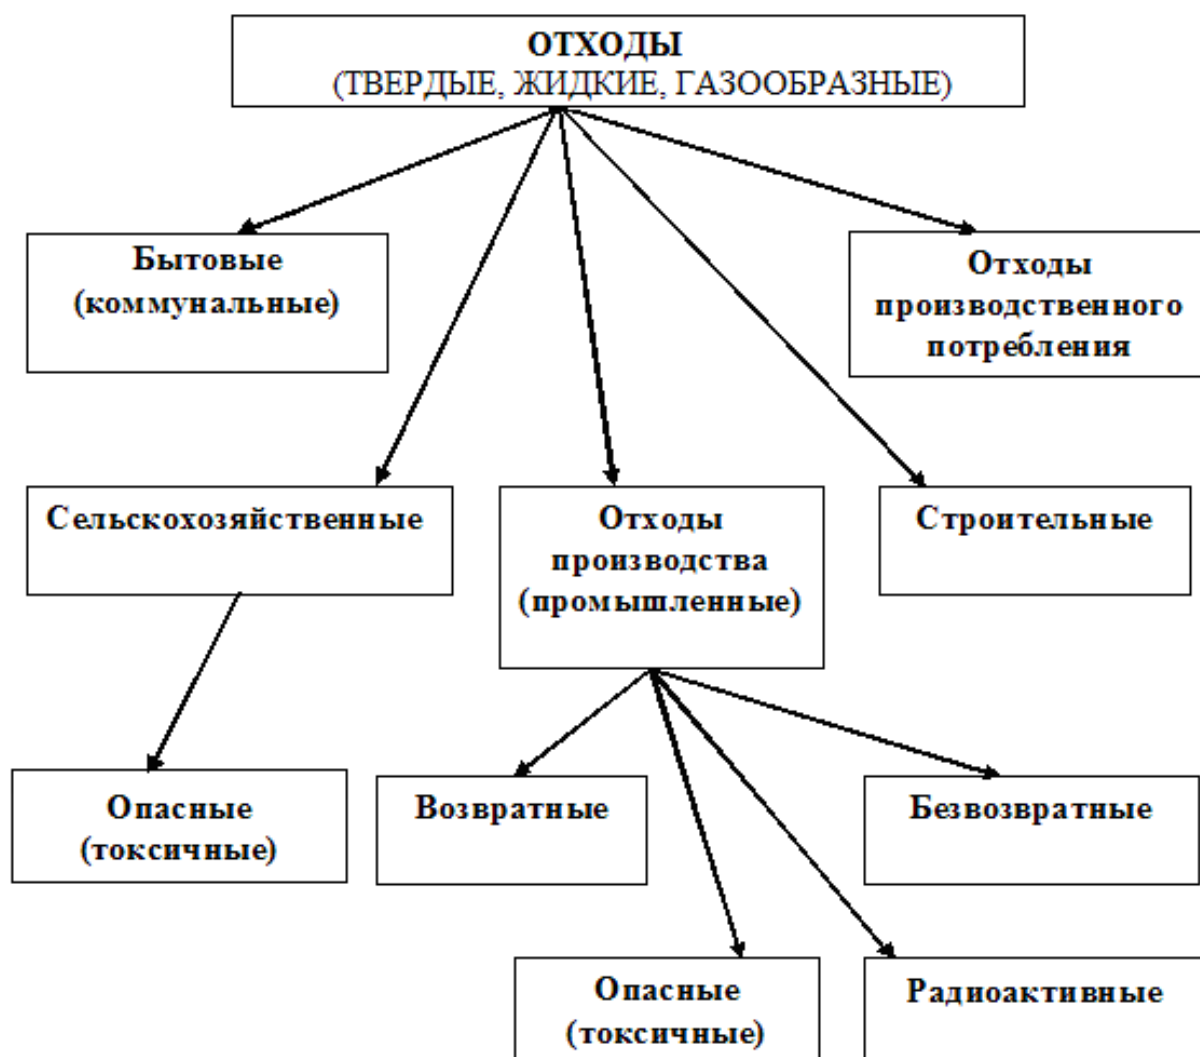 ОТХОДЫ
(ТВЕРДЫЕ, ЖИДКИЕ, ГАЗООБРАЗНЫЕ)
Бытовые
(коммунальные)
Отходы
производственного
потребления
Сельскохозяйственные
Отходы
производства
(промышленные)
Строительные
Опасные
(токсичные)
Возвратные
Безвозвратные
Опасные
(токсичные)
Радиоактивные